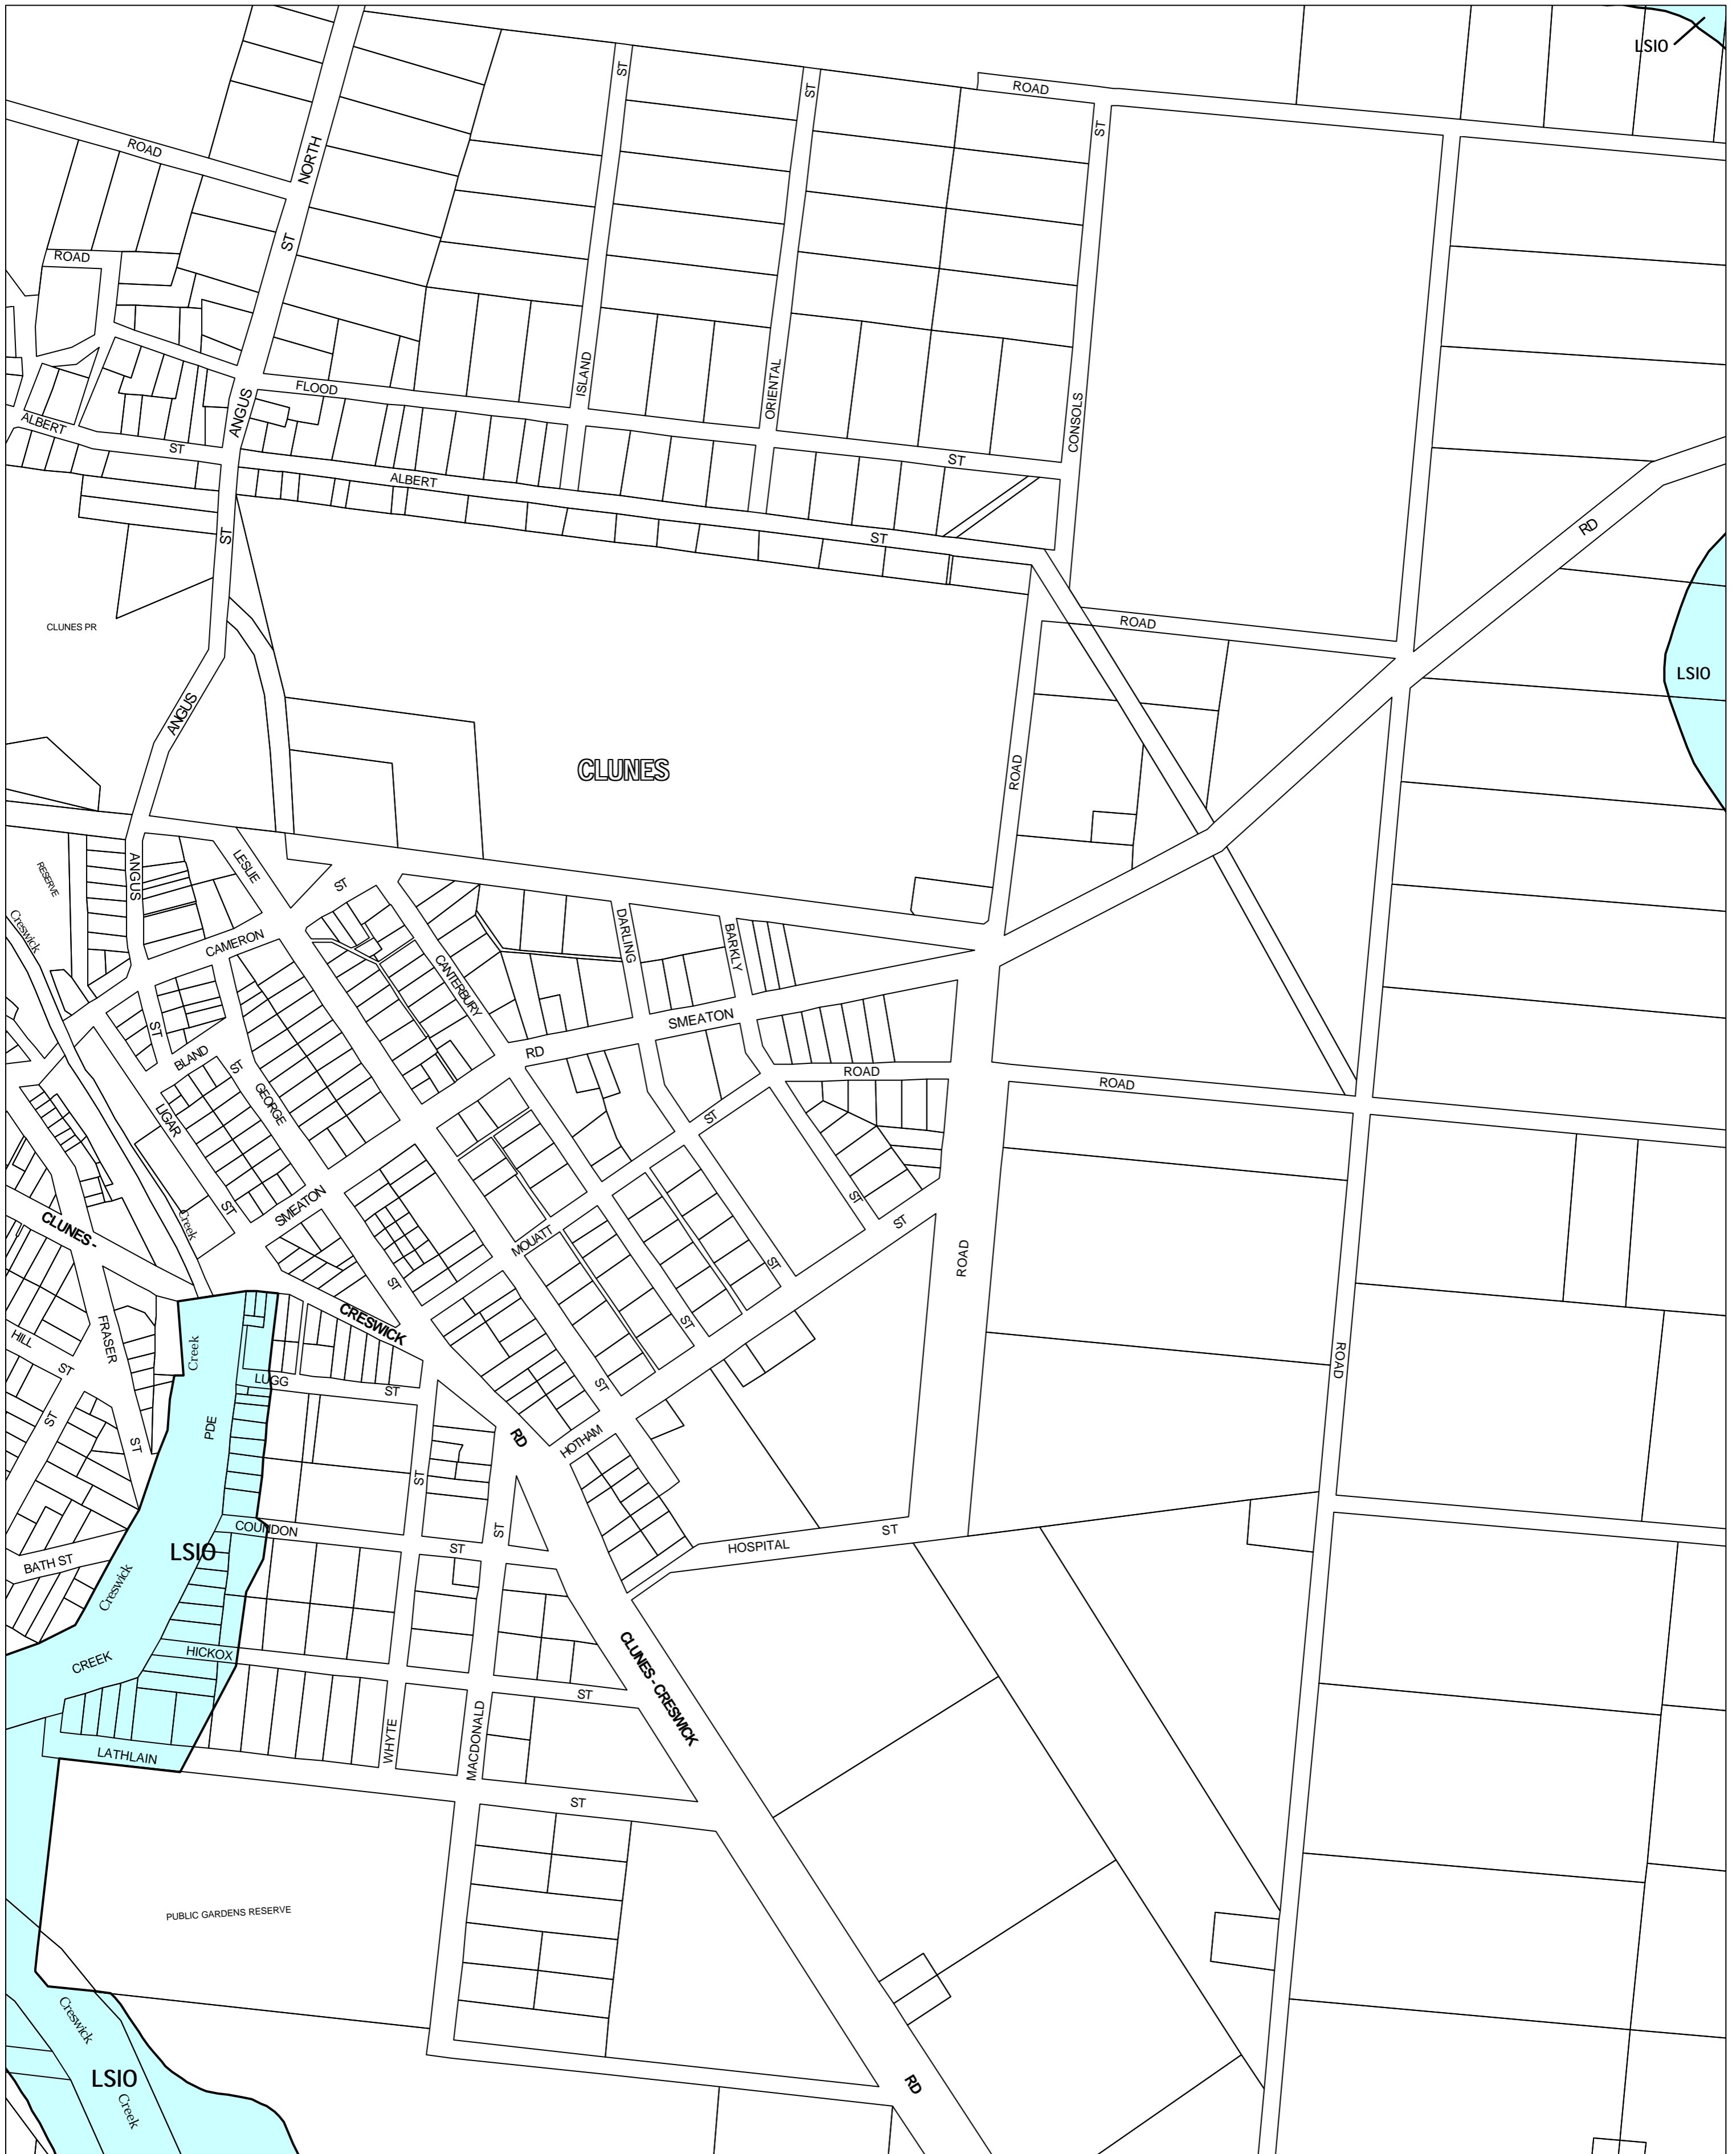 LSIO
ST
ROAD
ST
ST
ROAD
NORTH
ST
ROAD
ISLAND
ORIENTAL
FLOOD
ANGUS
CONSOLS
ALBERT
ST
ST
ALBERT
ST
RD
ST
CLUNES PR
ROAD
LSIO
ANGUS
CLUNES
ROAD
ANGUS
LESLIE
RESERVE
ST
Creswick
CAMERON
DARLING
BARKLY
CANTERBURY
SMEATON
ST
RD
BLAND
ST
ROAD
ROAD
GEORGE
LIGAR
ST
SMEATON
ST
ST
ST
Creek
CLUNES -
MOUATT
ROAD
ST
ST
CRESWICK
FRASER
HILL
ST
Creek
ST
ROAD
LUGG
ST
ST
ST
PDE
RD
HOTHAM
ST
ST
COUNDON
ST
ST
HOSPITAL
ST
LSIO
BATH ST
Creswick
CREEK
HICKOX
ST
CLUNES - CRESWICK
WHYTE
MACDONALD
LATHLAIN
ST
PUBLIC GARDENS RESERVE
Creswick
LSIO
Creek
RD